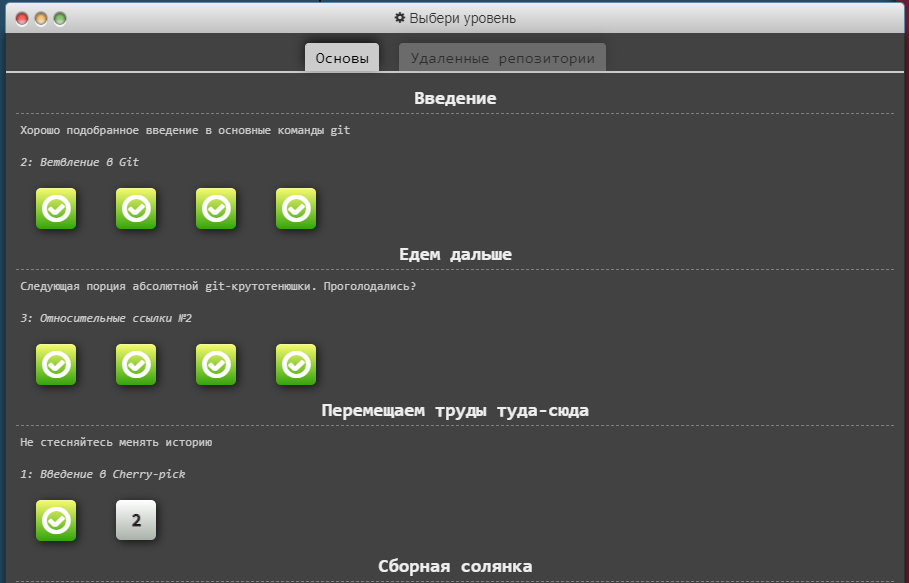 Выбери уровень
Основы
Удаленные репозитории
Введение
Хорошо подобранное введение в основные команды git
2: Ветвление в Git
Едем дальше
Следующая порция абсолютной git-крутотенюшки. Проголодались?
3: Относительные ссылки №2
Перемещаем труды туда-сюда
Не стесняйтесь менять историю
1: Введение в Cherry-pick
2
Сборная солянка